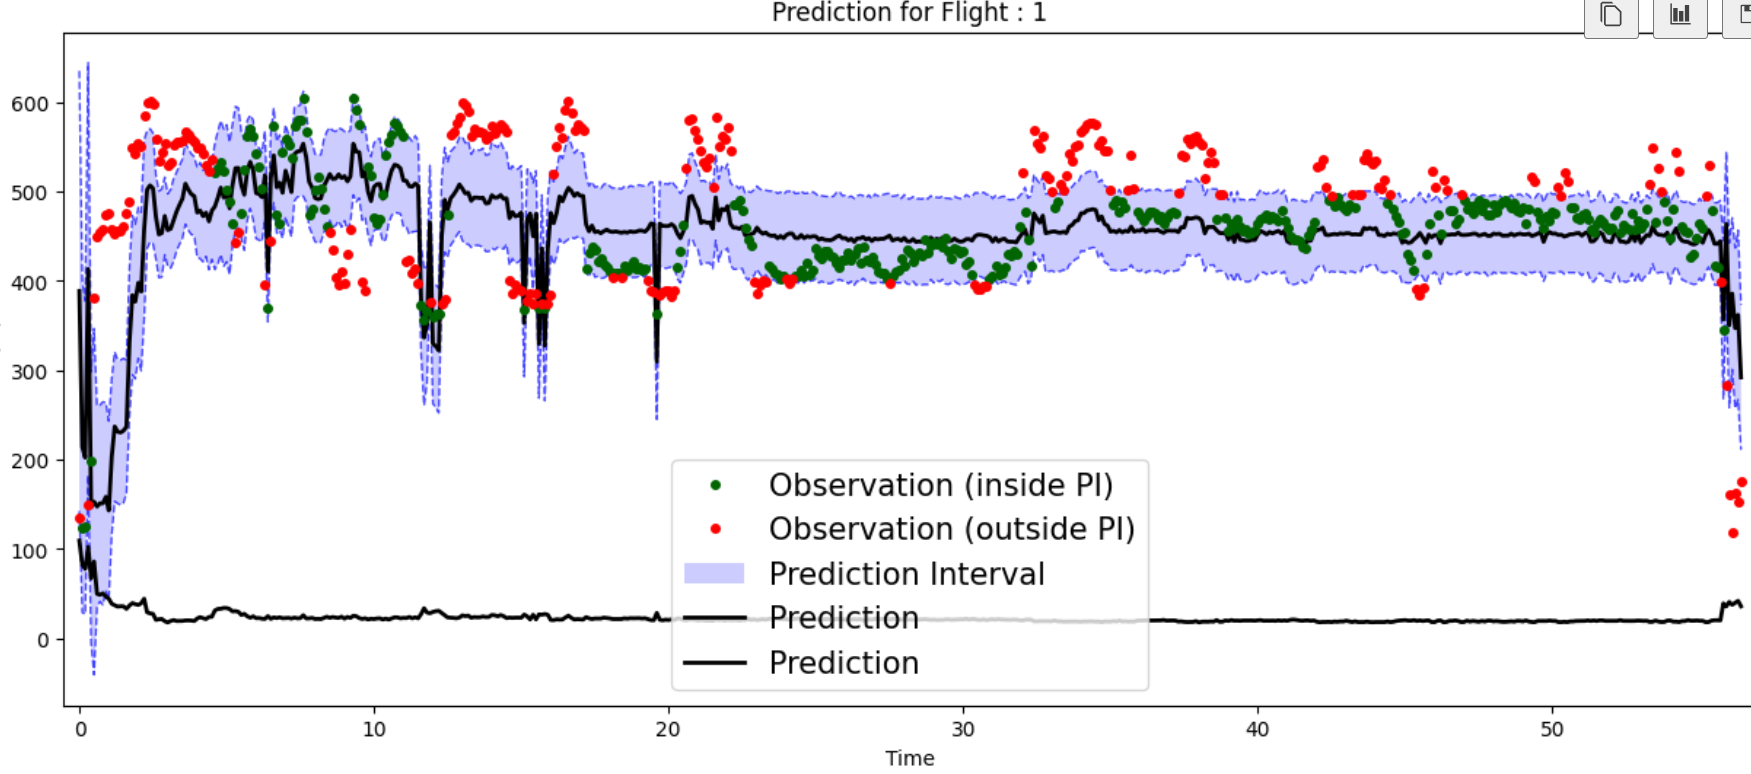 Prediction for Flight : 1
600
500
400
300
200
100
0
Observation (inside PI)
Observation (outside PI)
Prediction Interval
Prediction
Prediction
0 10 20 30 40 50
Time